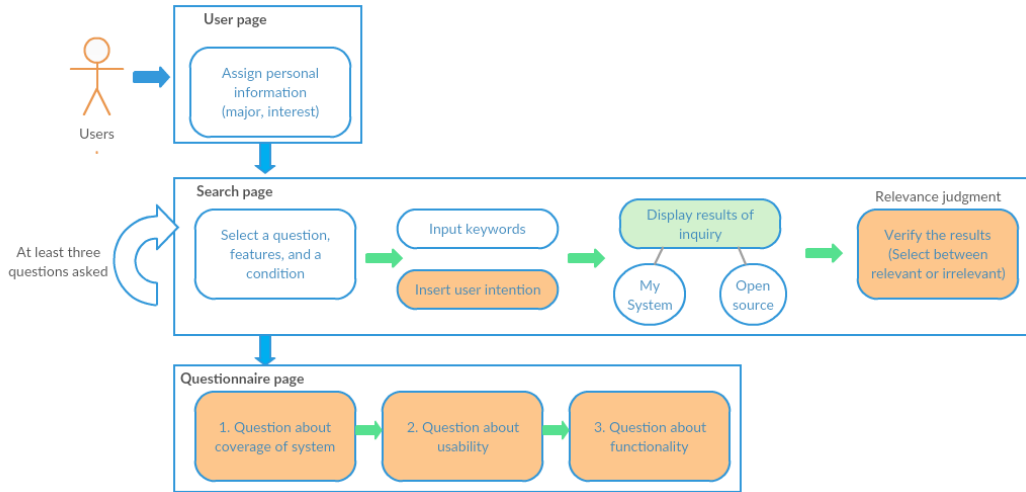 User page
Assign personal
information
(major, interest)
Users
Search page
Relevance judgment
At least three
questions asked
Select a question,
features, and a
condition
Input keywords
Insert user intention
Display results of
inquiry
My
System
Open
source
Verify the results
(Select between
relevant or irrelevant)
Questionnaire page
1. Question about
coverage of system
2. Question about
usability
3. Question about
functionality